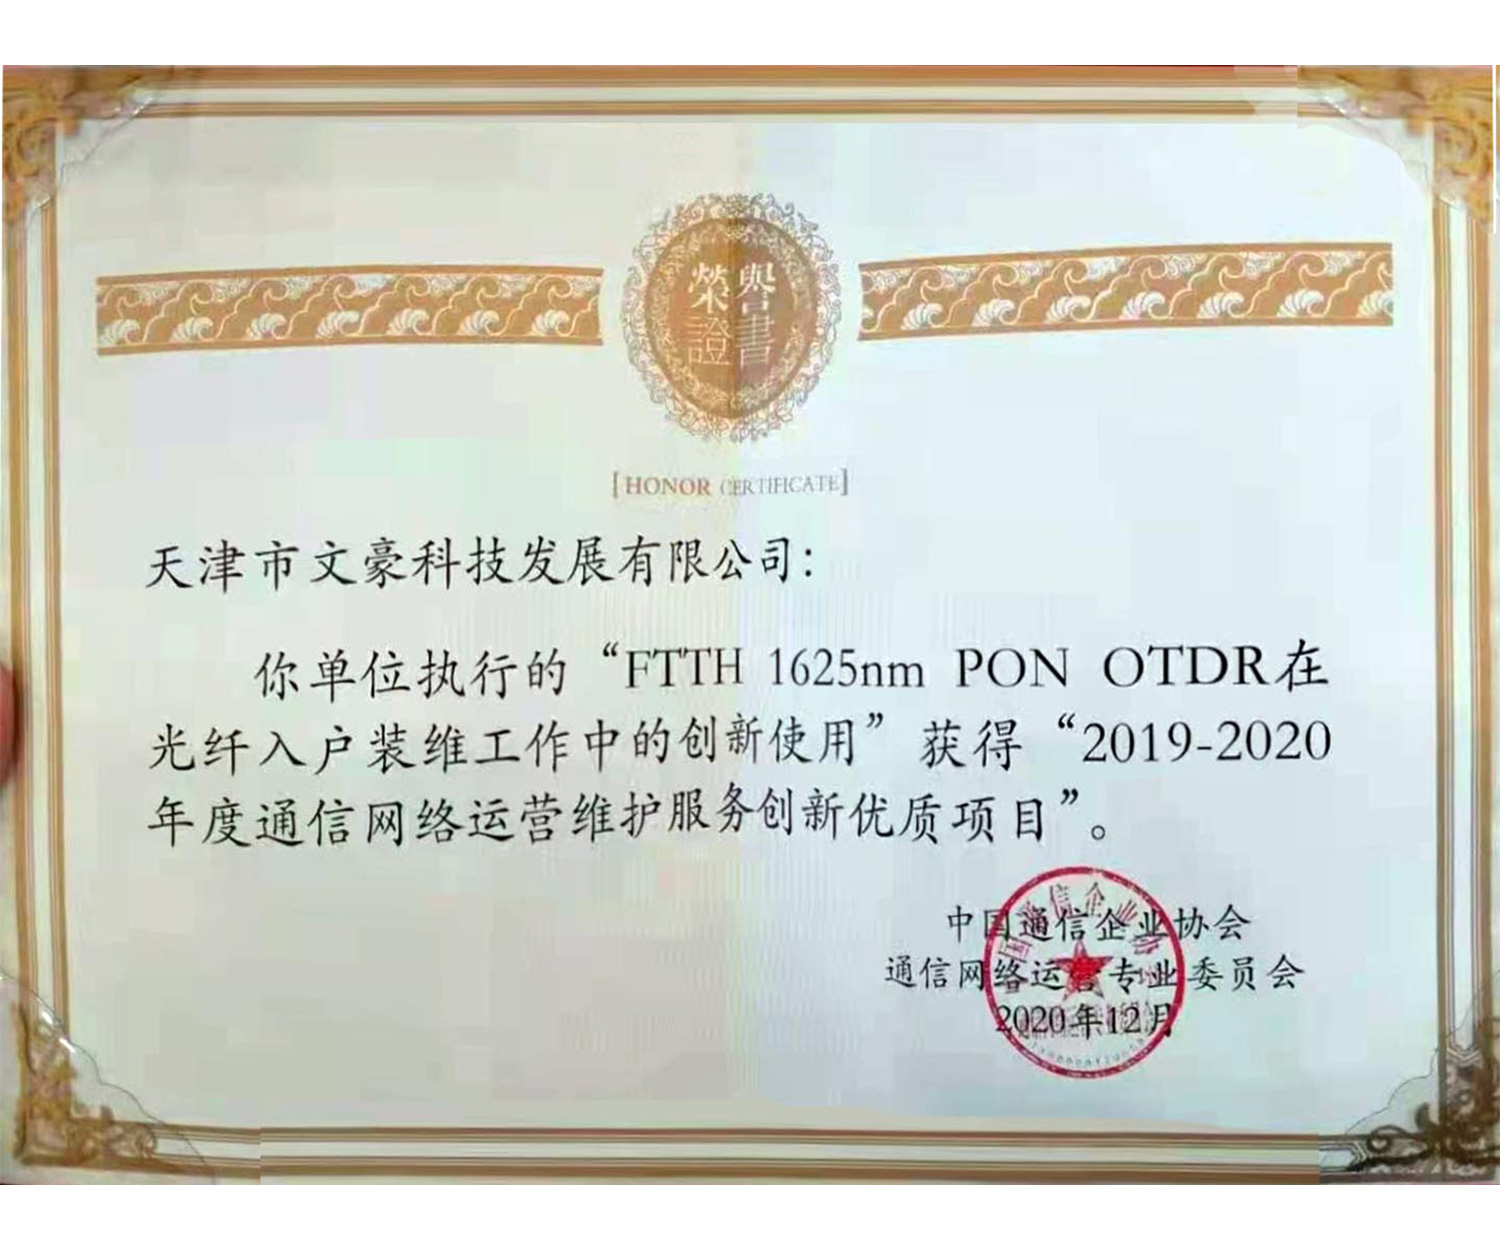 榮譽
證書
[HONOR CERTIFICATE]
天津市文豪科技发展有限公司：
你单位执行的“FTTH 1625nm PON OTDR在
光纤入户装维工作中的创新使用”获得“2019-2020
年度通信网络运营维护服务创新优质项目”。
中国通信企业协会
通信网络运营专业委员会
2020年12月